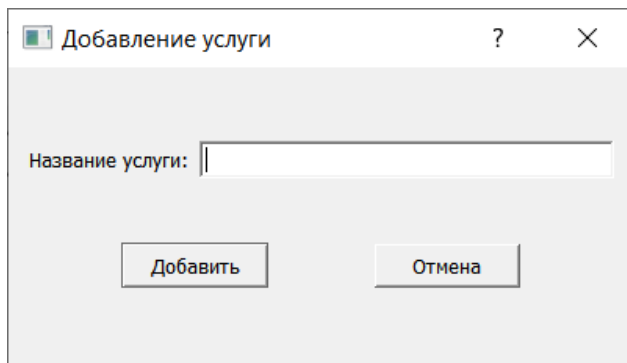 Добавление услуги ?
Название услуги:
Добавить Отмена